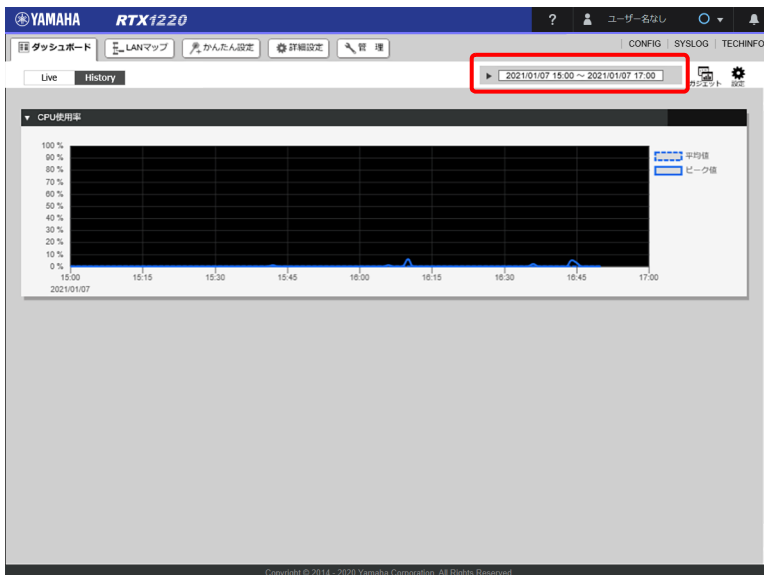 YAMAHA RTX1220 ? ユーザー名なし
ダッシュボード LANマップ かんたん設定 詳細設定 管理 CONFIG SYSLOG TECHINFO
Live History 2021/01/07 15:00 ～ 2021/01/07 17:00 ガジェット 設定
CPU使用率
100 %
90 %
80 %
70 %
60 %
50 %
40 %
30 %
20 %
10 %
0 %
平均値
ピーク値
15:00 15:15 15:30 15:45 16:00 16:15 16:30 16:45 17:00
2021/01/07
Copyright © 2014 - 2020 Yamaha Corporation. All Rights Reserved.